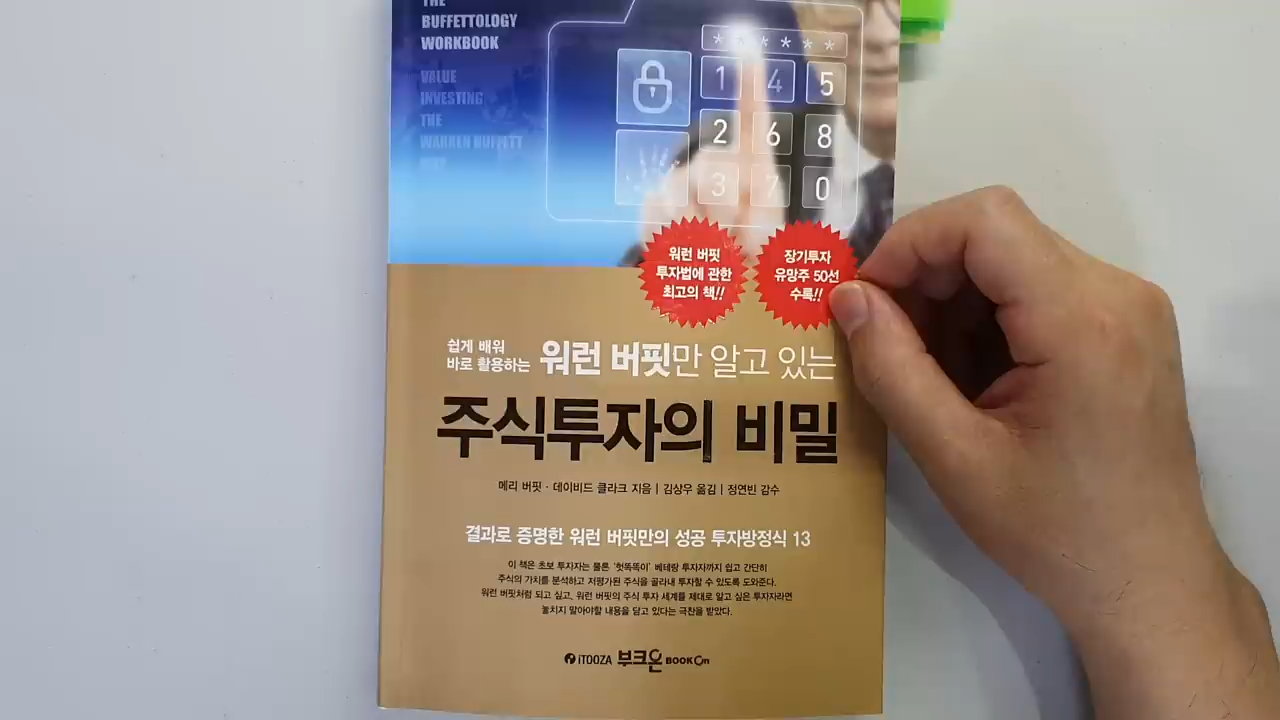 THE
BUFFETTOLOGY
WORKBOOK
VALUE
INVESTING
THE
WARREN BUFFETT
WAY
* * * * * *
1 4 5
2 6 8
3 7 0
워런 버핏
투자법에 관한
최고의 책!!
장기투자
유망주 50선
수록!!
쉽게 배워
바로 활용하는
워런 버핏만 알고 있는
주식투자의 비밀
메리 버핏 · 데이비드 클라크 지음 | 김상우 옮김 | 정연빈 감수
결과로 증명한 워런 버핏만의 성공 투자방정식 13
이 책은 초보 투자자는 물론 '헛똑똑이' 베테랑 투자자까지 쉽고 간단히
주식의 가치를 분석하고 저평가된 주식을 골라내 투자할 수 있도록 도와준다.
워런 버핏처럼 되고 싶고, 워런 버핏의 주식 투자 세계를 제대로 알고 싶은 투자자라면
놓치지 말아야할 내용을 담고 있다는 극찬을 받았다.
iTOOZA 부크온 BOOKOn